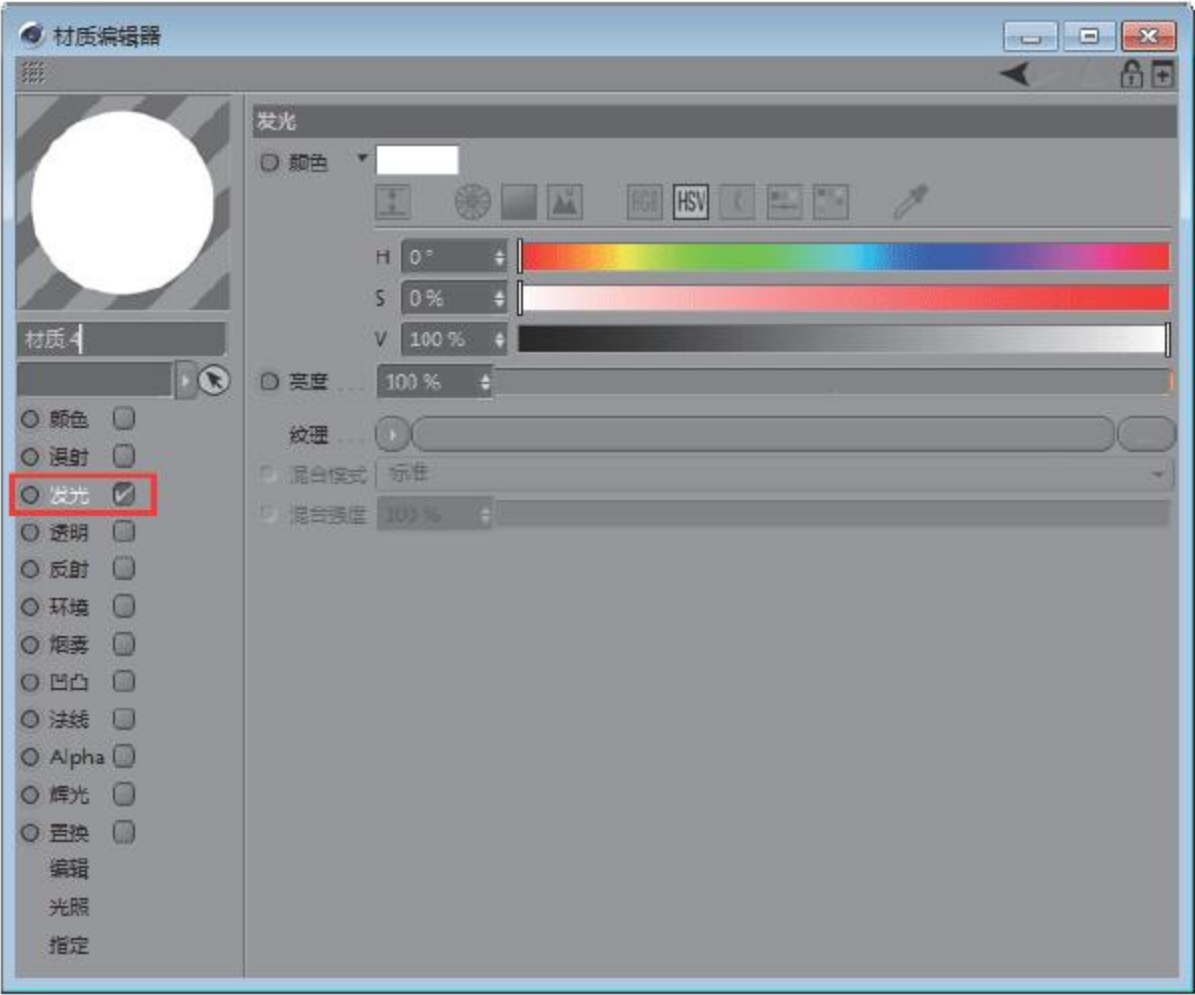 材质编辑器
发光
颜色
RGB HSV K
H 0°
S 0%
材质.4
V 100%
亮度 . . . 100%
颜色
纹理 . . . ...
漫射
混合模式 标准
发光
混合强度 100%
透明
反射
环境
烟雾
凹凸
法线
Alpha
辉光
置换
编辑
光照
指定